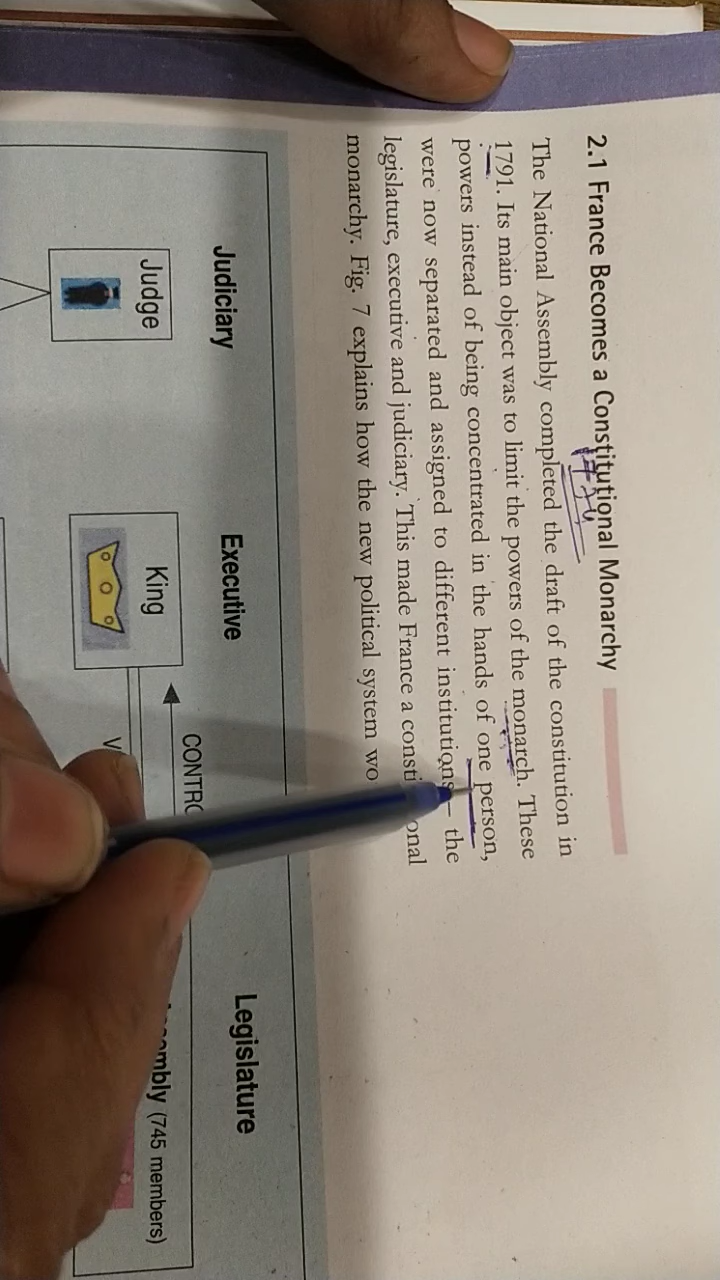 2.1 France Becomes a Constitutional Monarchy
The National Assembly completed the draft of the constitution in
1791. Its main object was to limit the powers of the monarch. These
powers instead of being concentrated in the hands of one person,
were now separated and assigned to different institutions – the
legislature, executive and judiciary. This made France a
monarchy. Fig. 7 explains how the new political system
Judiciary Executive Legislature
Judge King
(745 members)